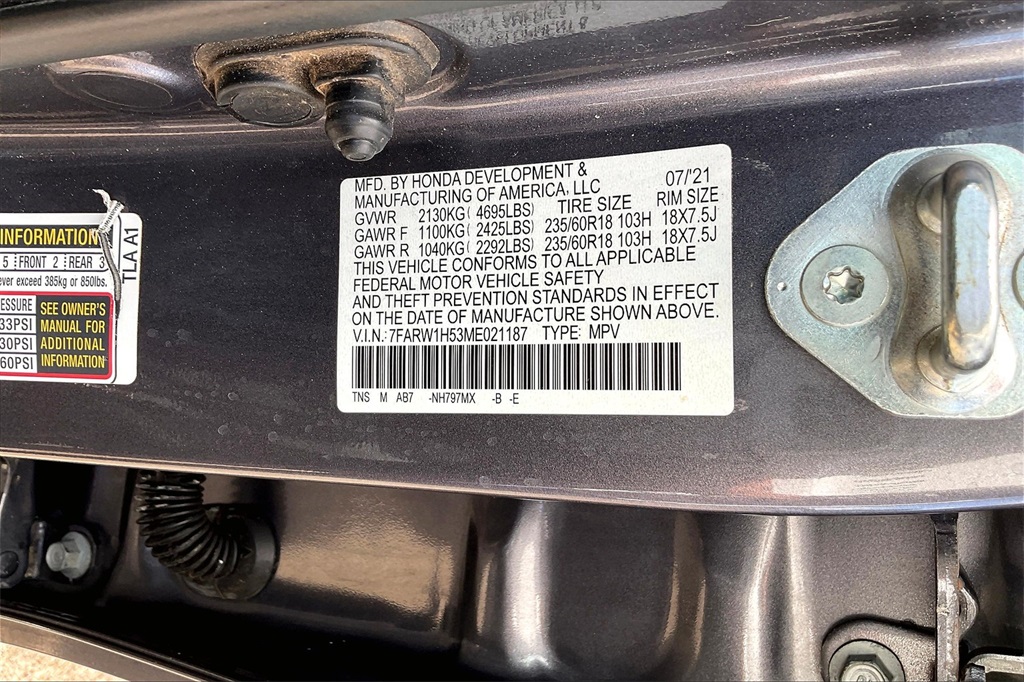 INFORMATION
5 FRONT 2 REAR 3
ever exceed 385kg or 850lbs.
33PSI
30PSI
60PSI
SEE OWNER'S
MANUAL FOR
ADDITIONAL
INFORMATION
TLA A1
MFD. BY HONDA DEVELOPMENT &
MANUFACTURING OF AMERICA, LLC 07/'21
GVWR 2130KG( 4695LBS) TIRE SIZE RIM SIZE
GAWR F 1100KG( 2425LBS) 235/60R18 103H 18X7.5J
GAWR R 1040KG( 2292LBS) 235/60R18 103H 18X7.5J
THIS VEHICLE CONFORMS TO ALL APPLICABLE
FEDERAL MOTOR VEHICLE SAFETY
AND THEFT PREVENTION STANDARDS IN EFFECT
ON THE DATE OF MANUFACTURE SHOWN ABOVE.
V.I.N.:7FARW1H53ME021187 TYPE: MPV
TNS M AB7 -NH797MX -B -E